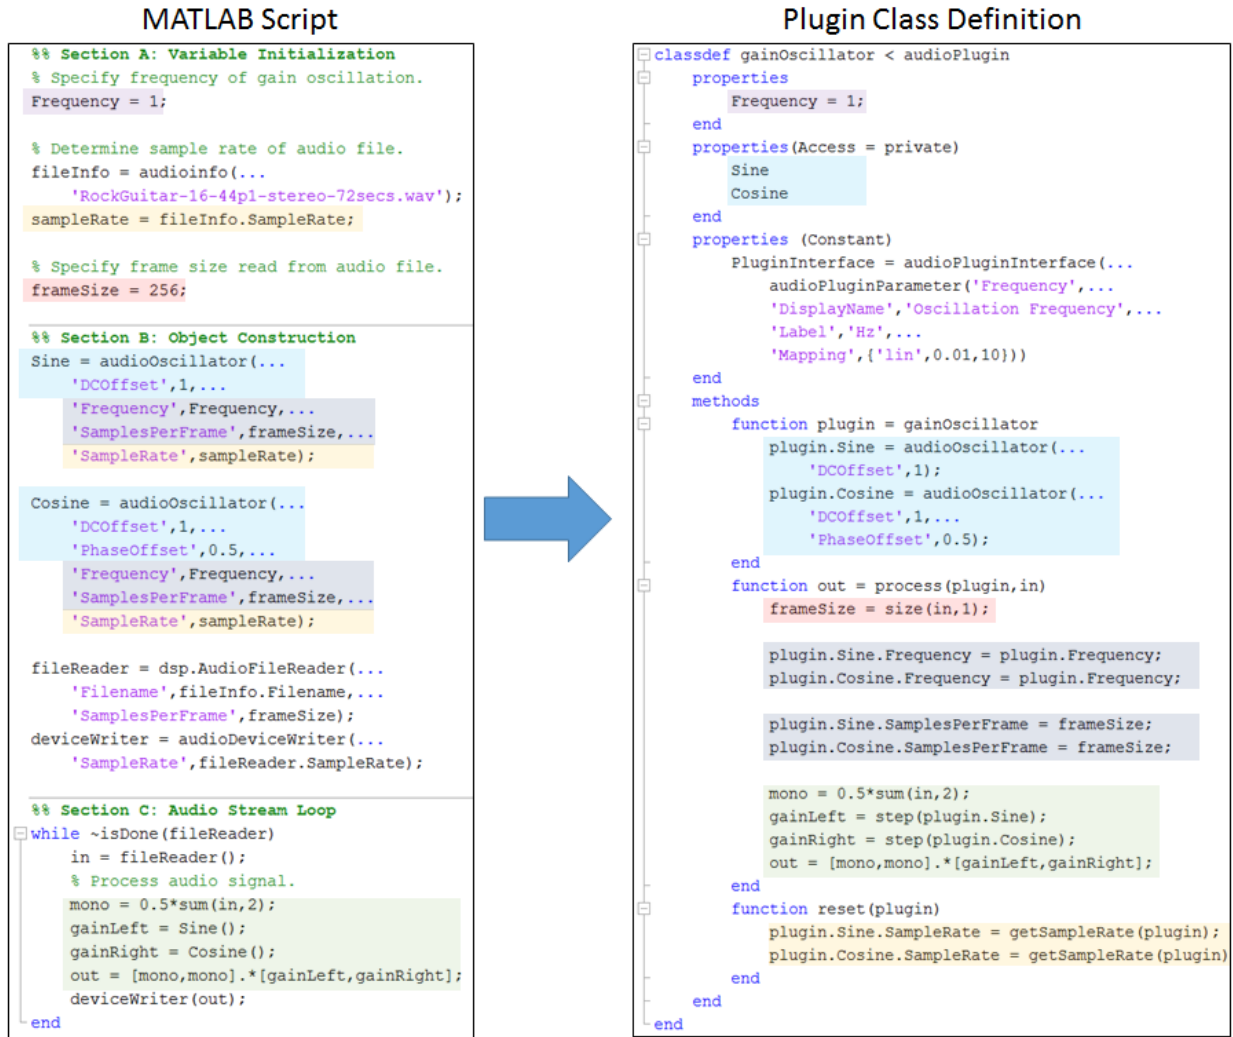 MATLAB Script
%% Section A: Variable Initialization
% Specify frequency of gain oscillation.
Frequency = 1;
% Determine sample rate of audio file.
fileInfo = audioinfo(...
'RockGuitar-16-44p1-stereo-72secs.wav');
sampleRate = fileInfo.SampleRate;
% Specify frame size read from audio file.
frameSize = 256;
%% Section B: Object Construction
Sine = audioOscillator(...
'DCOffset',1,...
'Frequency',Frequency,...
'SamplesPerFrame',frameSize,...
'SampleRate',sampleRate);
Cosine = audioOscillator(...
'DCOffset',1,...
'PhaseOffset',0.5,...
'Frequency',Frequency,...
'SamplesPerFrame',frameSize,...
'SampleRate',sampleRate);
fileReader = dsp.AudioFileReader(...
'Filename',fileInfo.Filename,...
'SamplesPerFrame',frameSize);
deviceWriter = audioDeviceWriter(...
'SampleRate',fileReader.SampleRate);
%% Section C: Audio Stream Loop
while ~isDone(fileReader)
in = fileReader();
% Process audio signal.
mono = 0.5*sum(in,2);
gainLeft = Sine();
gainRight = Cosine();
out = [mono,mono].*[gainLeft,gainRight];
deviceWriter(out);
end
Plugin Class Definition
classdef gainOscillator < audioPlugin
properties
Frequency = 1;
end
properties(Access = private)
Sine
Cosine
end
properties (Constant)
PluginInterface = audioPluginInterface(...
audioPluginParameter('Frequency',...
'DisplayName','Oscillation Frequency',...
'Label','Hz',...
'Mapping',{'lin',0.01,10}))
end
methods
function plugin = gainOscillator
plugin.Sine = audioOscillator(...
'DCOffset',1);
plugin.Cosine = audioOscillator(...
'DCOffset',1,...
'PhaseOffset',0.5);
end
function out = process(plugin,in)
frameSize = size(in,1);
plugin.Sine.Frequency = plugin.Frequency;
plugin.Cosine.Frequency = plugin.Frequency;
plugin.Sine.SamplesPerFrame = frameSize;
plugin.Cosine.SamplesPerFrame = frameSize;
mono = 0.5*sum(in,2);
gainLeft = step(plugin.Sine);
gainRight = step(plugin.Cosine);
out = [mono,mono].*[gainLeft,gainRight];
end
function reset(plugin)
plugin.Sine.SampleRate = getSampleRate(plugin);
plugin.Cosine.SampleRate = getSampleRate(plugin)
end
end
end